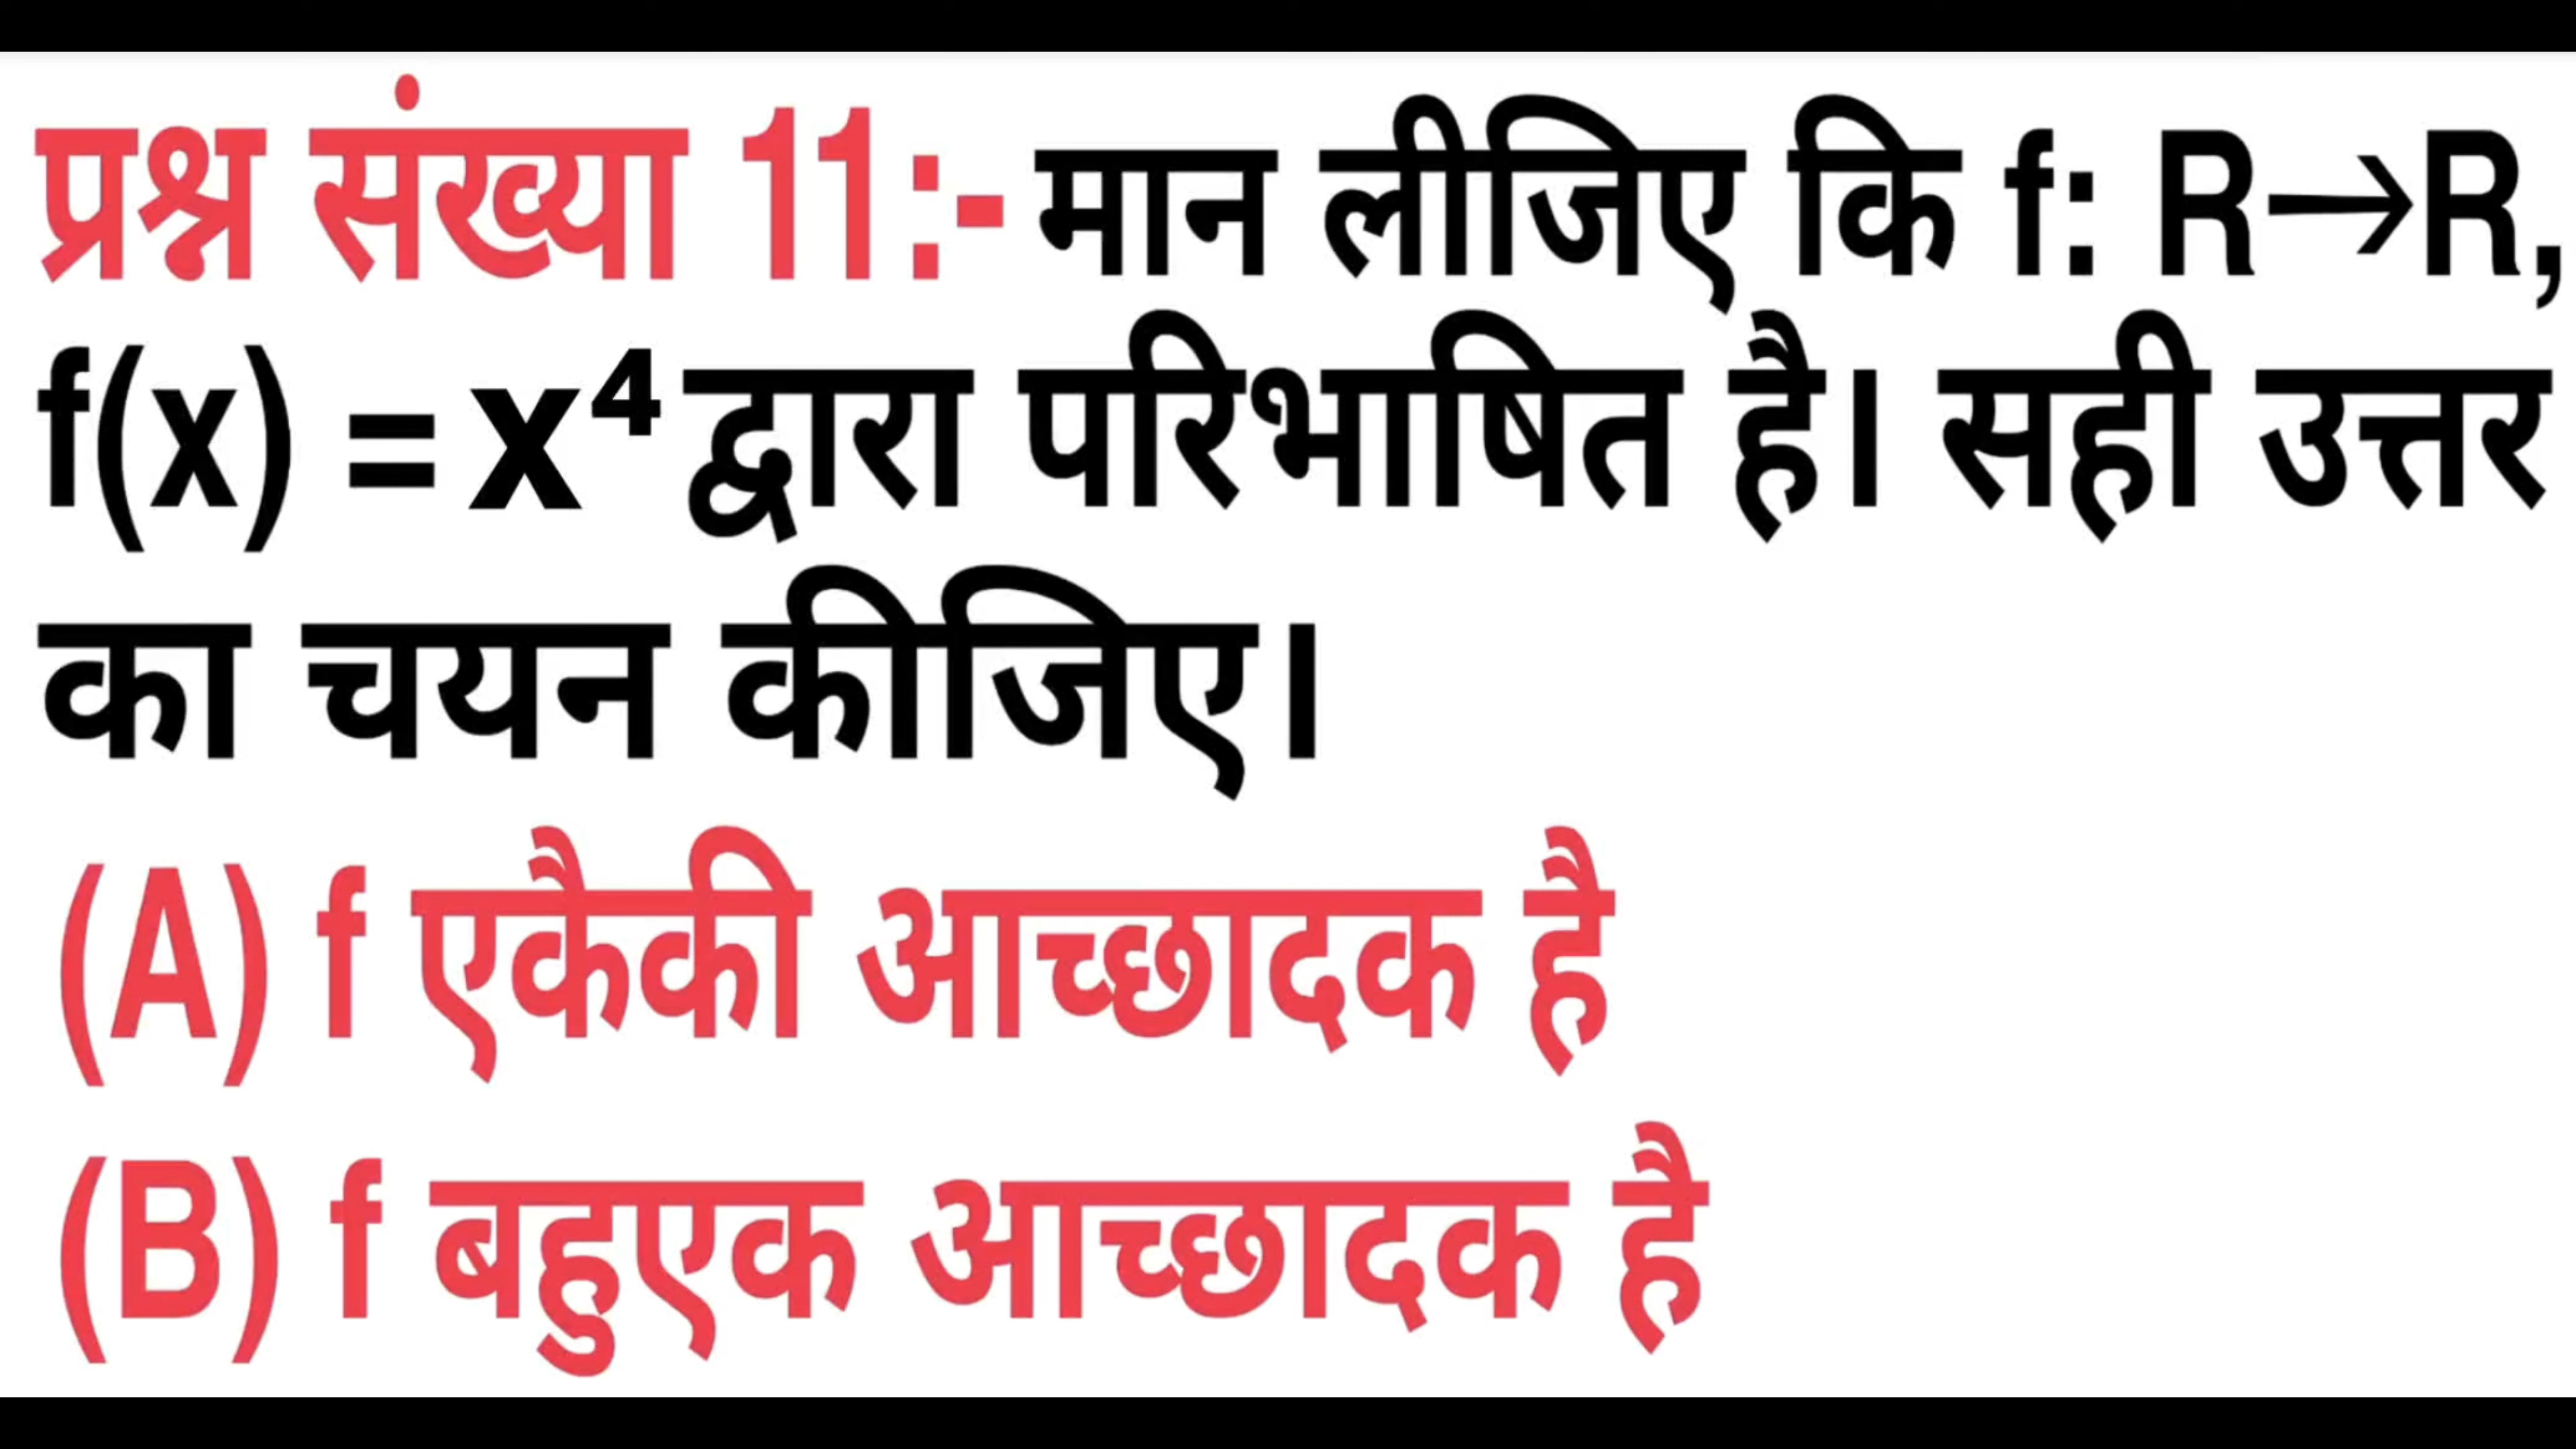 प्रश्न संख्या 11:- मान लीजिए कि f: R→R,
f(x) = x⁴ द्वारा परिभाषित है। सही उत्तर
का चयन कीजिए।
(A) f एकैकी आच्छादक है
(B) f बहुएक आच्छादक है